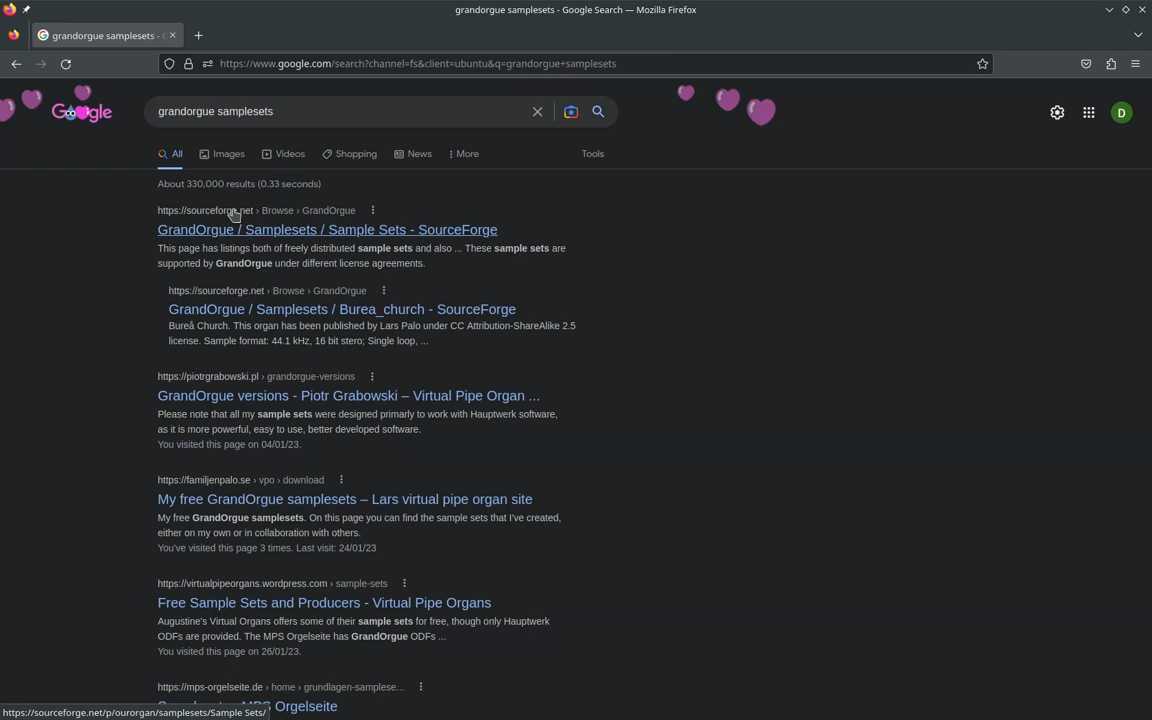 grandorgue samplesets - Google Search — Mozilla Firefox
grandorgue samplesets -
https://www.google.com/search?channel=fs&client=ubuntu&q=grandorgue+samplesets
Google
grandorgue samplesets
D
All
Images
Videos
Shopping
News
More
Tools
About 330,000 results (0.33 seconds)
https://sourceforge.net › Browse › GrandOrgue
GrandOrgue / Samplesets / Sample Sets - SourceForge
This page has listings both of freely distributed sample sets and also ... These sample sets are
supported by GrandOrgue under different license agreements.
https://sourceforge.net › Browse › GrandOrgue
GrandOrgue / Samplesets / Burea_church - SourceForge
Bureå Church. This organ has been published by Lars Palo under CC Attribution-ShareAlike 2.5
license. Sample format: 44.1 kHz, 16 bit stero; Single loop, ...
https://piotrgrabowski.pl › grandorgue-versions
GrandOrgue versions - Piotr Grabowski – Virtual Pipe Organ ...
Please note that all my sample sets were designed primarly to work with Hauptwerk software,
as it is more powerful, easy to use, better developed software.
You visited this page on 04/01/23.
https://familjenpalo.se › vpo › download
My free GrandOrgue samplesets – Lars virtual pipe organ site
My free GrandOrgue samplesets. On this page you can find the sample sets that I've created,
either on my own or in collaboration with others.
You've visited this page 3 times. Last visit: 24/01/23
https://virtualpipeorgans.wordpress.com › sample-sets
Free Sample Sets and Producers - Virtual Pipe Organs
Augustine's Virtual Organs offers some of their sample sets for free, though only Hauptwerk
ODFs are provided. The MPS Orgelseite has GrandOrgue ODFs ...
You visited this page on 26/01/23.
https://mps-orgelseite.de › home › grundlagen-samplese...
Orgelseite
https://sourceforge.net/p/ourorgan/samplesets/Sample Sets/